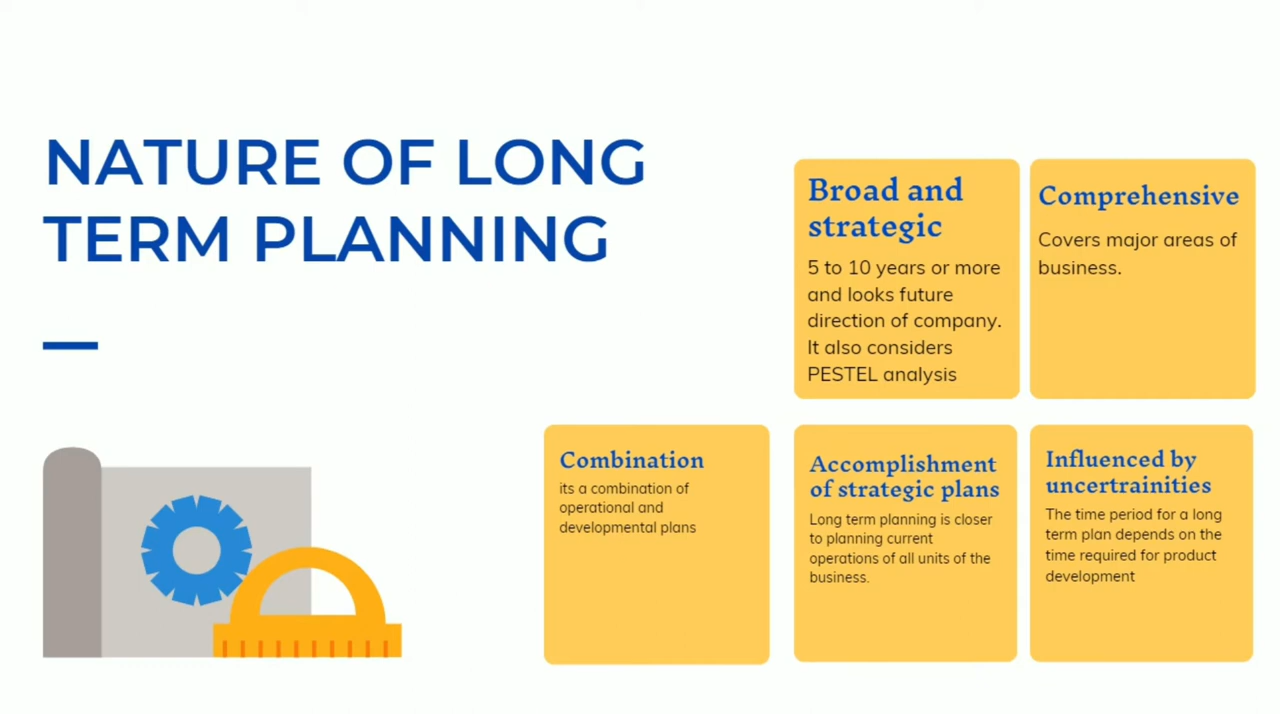 NATURE OF LONG
TERM PLANNING
Broad and
strategic
5 to 10 years or more
and looks future
direction of company.
It also considers
PESTEL analysis
Comprehensive
Covers major areas of
business.
Combination
its a combination of
operational and
developmental plans
Accomplishment
of strategic plans
Long term planning is closer
to planning current
operations of all units of the
business.
Influenced by
uncertrainities
The time period for a long
term plan depends on the
time required for product
development